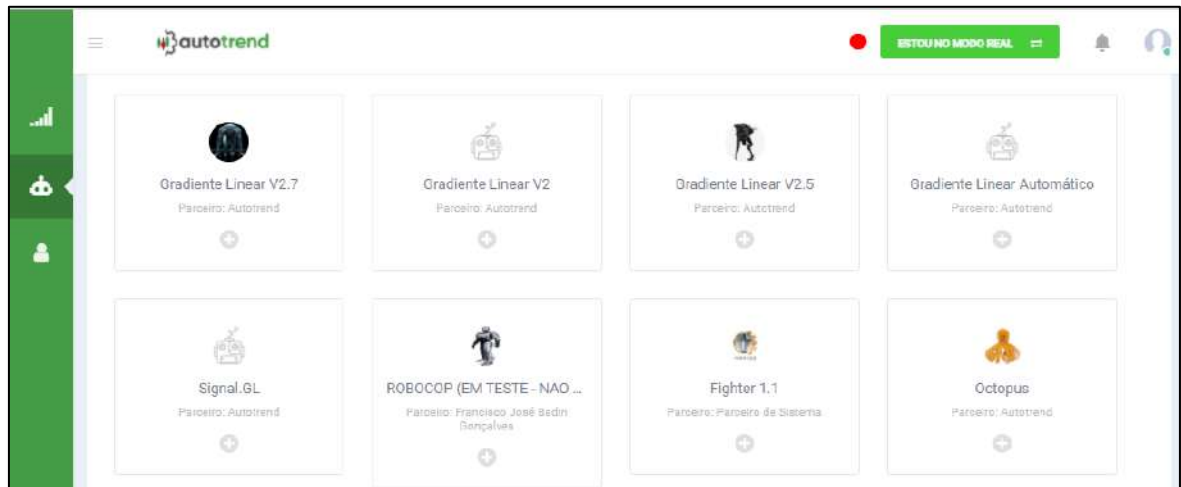 autotrend
ESTOU NO MODO REAL
Gradiente Linear V2.7
Parceiro: Autotrend
Gradiente Linear V2
Parceiro: Autotrend
Gradiente Linear V2.5
Parceiro: Autotrend
Gradiente Linear Automático
Parceiro: Autotrend
Signal.GL
Parceiro: Autotrend
ROBOCOP (EM TESTE - NAO ...
Parceiro: Francisco José Badin
Gonçalves
Fighter 1.1
Parceiro: Parceiro de Sistema
Octopus
Parceiro: Autotrend